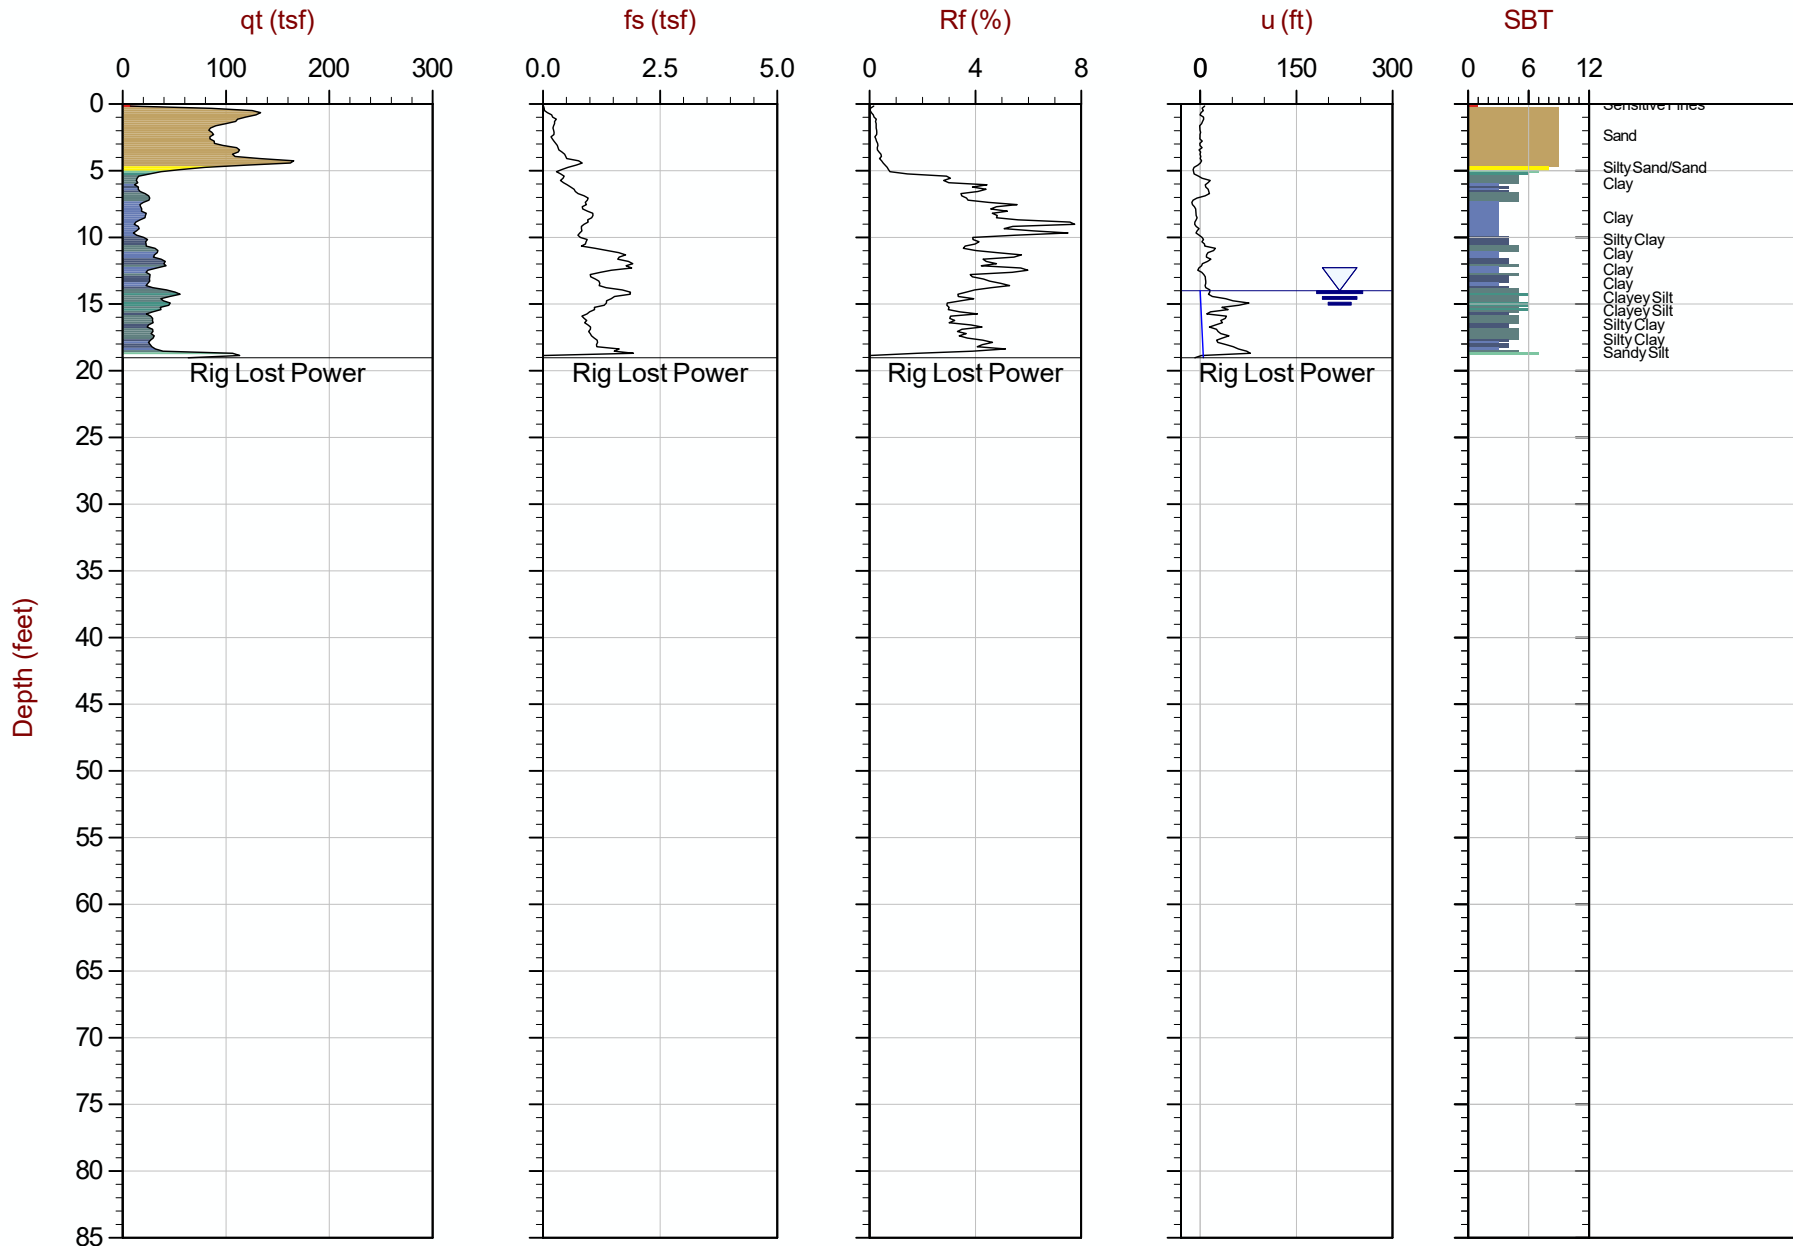 qt (tsf) fs (tsf) Rf (%) u (ft) SBT
0 100 200 300 0.0 2.5 5.0 0 4 8 0 150 300 0 6 12
0
5
10
15
20
25
30
35
40
45
50
55
60
65
70
75
80
85
Depth (feet)
Sensitive Fines
Sand
Silty Sand/Sand
Clay
Clay
Silty Clay
Clay
Clay
Clay
Clayey Silt
Clayey Silt
Silty Clay
Silty Clay
Sandy Silt
Rig Lost Power Rig Lost Power Rig Lost Power Rig Lost Power